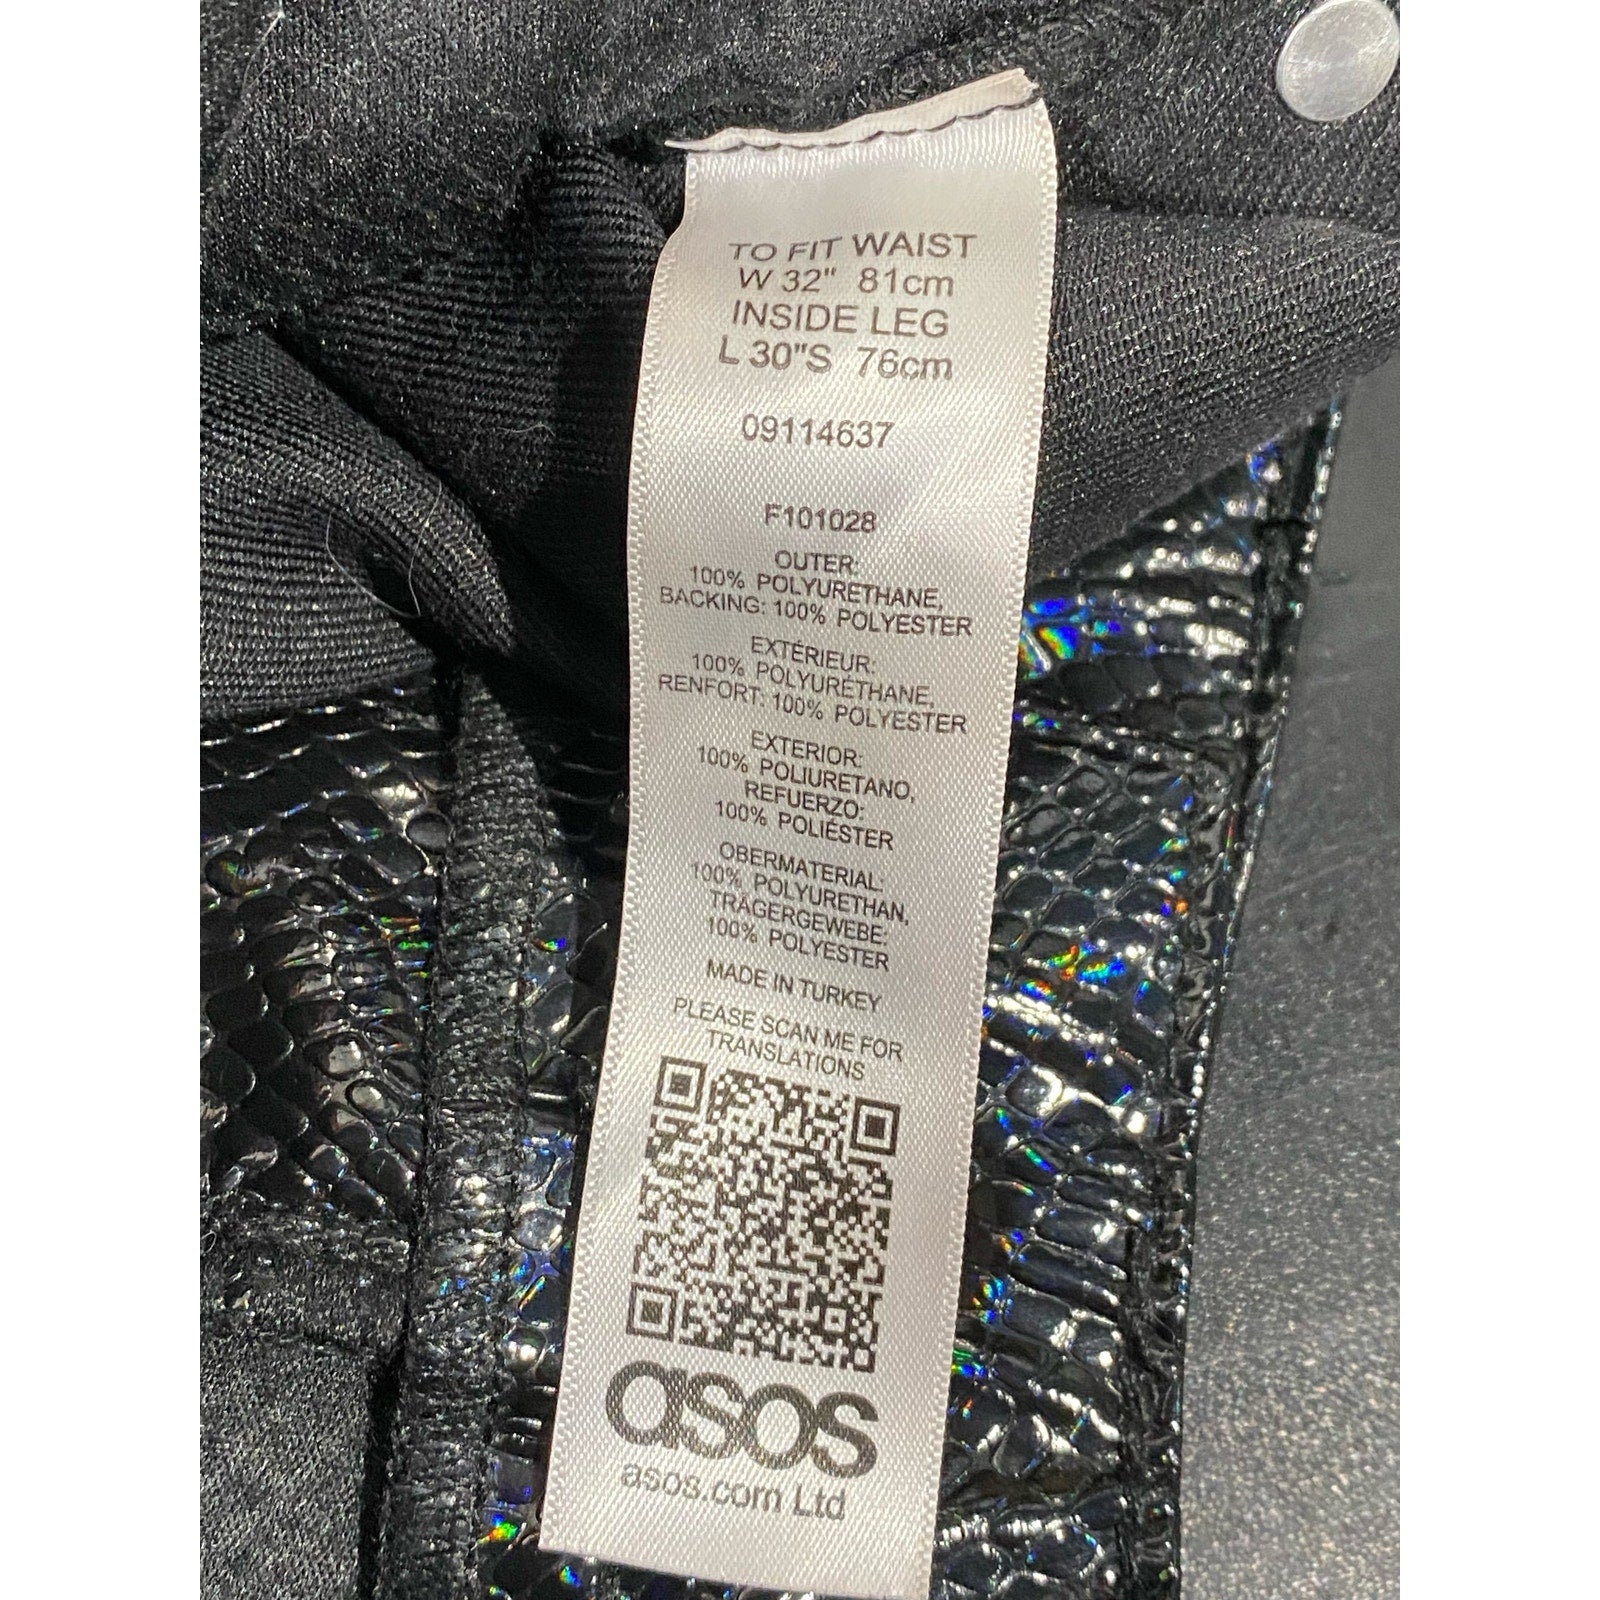 TO FIT WAIST
W 32" 81cm
INSIDE LEG
L 30"S 76cm
09114637
F101028
OUTER:
100% POLYURETHANE,
BACKING: 100% POLYESTER
EXTÉRIEUR:
100% POLYURÉTHANE,
RENFORT: 100% POLYESTER
EXTERIOR:
100% POLIURETANO,
REFUERZO:
100% POLIÉSTER
OBERMATERIAL:
100% POLYURETHAN,
TRÄGERGEWEBE:
100% POLYESTER
MADE IN TURKEY
PLEASE SCAN ME FOR
TRANSLATIONS
asos
asos.com Ltd